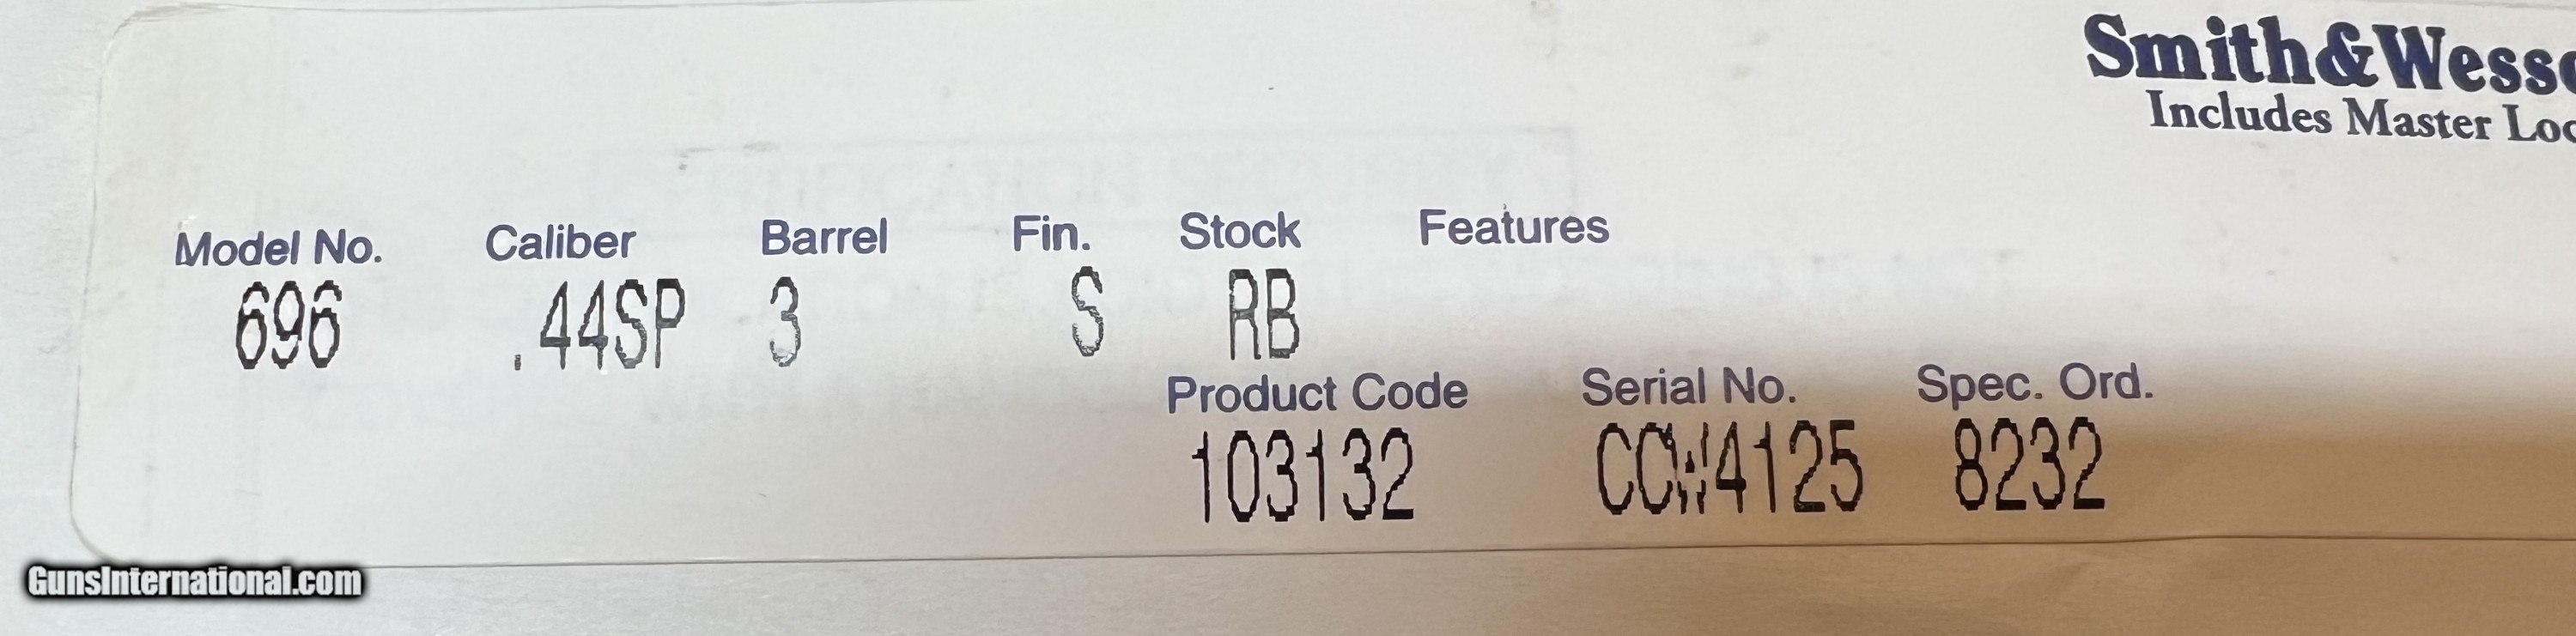 Smith&Wesso
Includes Master Loc
Model No. Caliber Barrel Fin. Stock Features
696 .44SP 3 S RB
Product Code Serial No. Spec. Ord.
103132 CCW4125 8232
GunsInternational.com